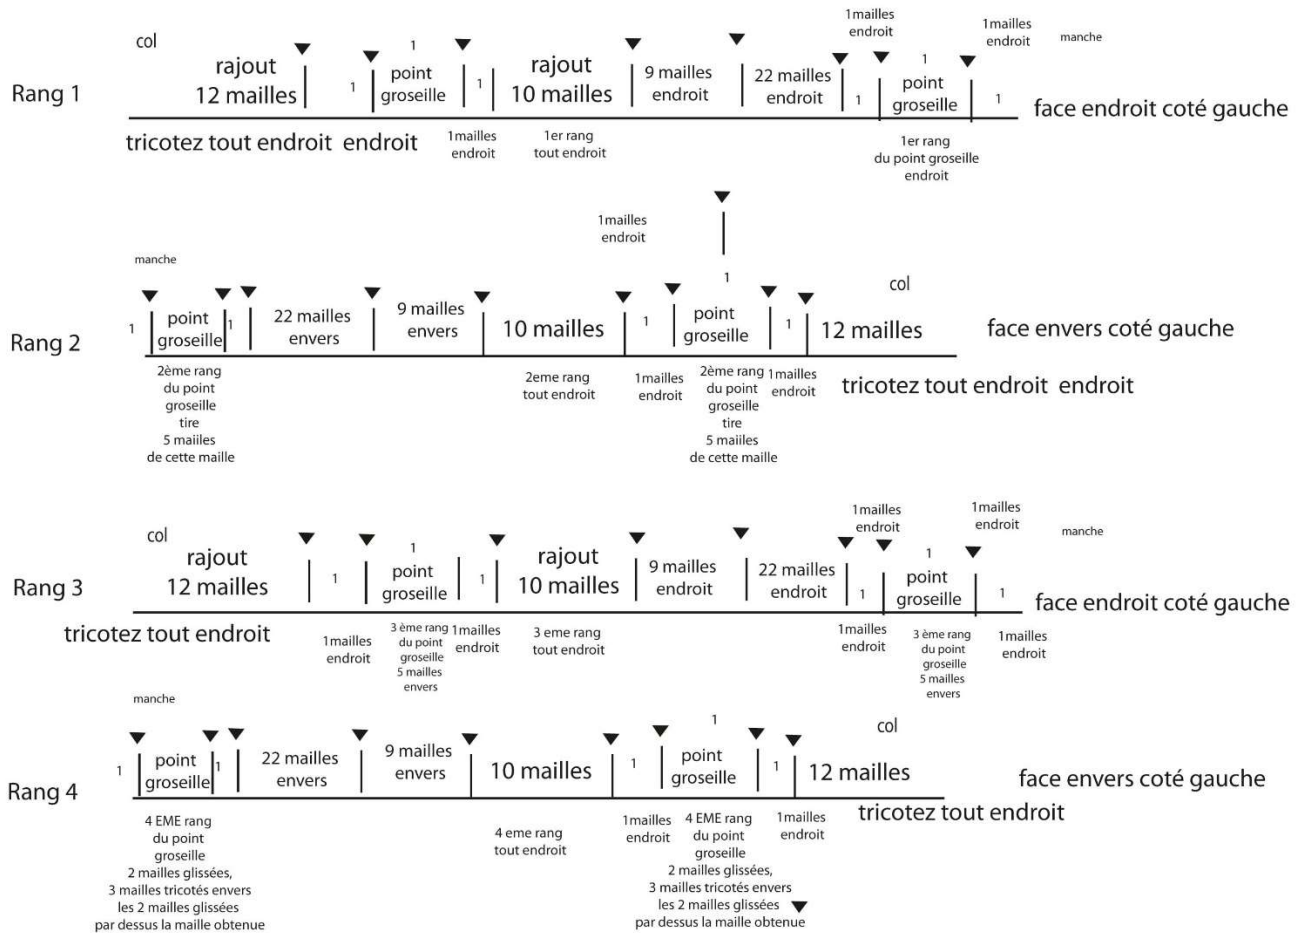 col
1mailles
endroit
1mailles
endroit
manche
Rang 1
rajout
12 mailles
1
1
point
groseille
1
rajout
10 mailles
9 mailles
endroit
22 mailles
endroit
1
1
point
groseille
1
face endroit coté gauche
tricotez tout endroit endroit
1mailles
endroit
1er rang
tout endroit
1er rang
du point groseille
endroit
1mailles
endroit
manche
col
Rang 2
1
point
groseille
1
22 mailles
envers
9 mailles
envers
10 mailles
1
1
point
groseille
1
12 mailles
face envers coté gauche
2ème rang
du point
groseille
tire
5 maiiles
de cette maille
2eme rang
tout endroit
1mailles
endroit
2ème rang
du point
groseille
tire
5 maiiles
de cette maille
1mailles
endroit
tricotez tout endroit endroit
col
1mailles
endroit
1mailles
endroit
manche
Rang 3
rajout
12 mailles
1
1
point
groseille
1
rajout
10 mailles
9 mailles
endroit
22 mailles
endroit
1
1
point
groseille
1
face endroit coté gauche
tricotez tout endroit
1mailles
endroit
3 ème rang
du point
groseille
5 mailles
envers
1mailles
endroit
3 eme rang
tout endroit
1mailles
endroit
3 ème rang
du point
groseille
5 mailles
envers
1mailles
endroit
manche
col
Rang 4
1
point
groseille
1
22 mailles
envers
9 mailles
envers
10 mailles
1
1
point
groseille
1
12 mailles
face envers coté gauche
tricotez tout endroit
4 EME rang
du point
groseille
2 mailles glissées,
3 mailles tricotés envers
les 2 mailles glissées
par dessus la maille obtenue
4 eme rang
tout endroit
1mailles
endroit
4 EME rang
du point
groseille
2 mailles glissées,
3 mailles tricotés envers
les 2 mailles glissées
par dessus la maille obtenue
1mailles
endroit